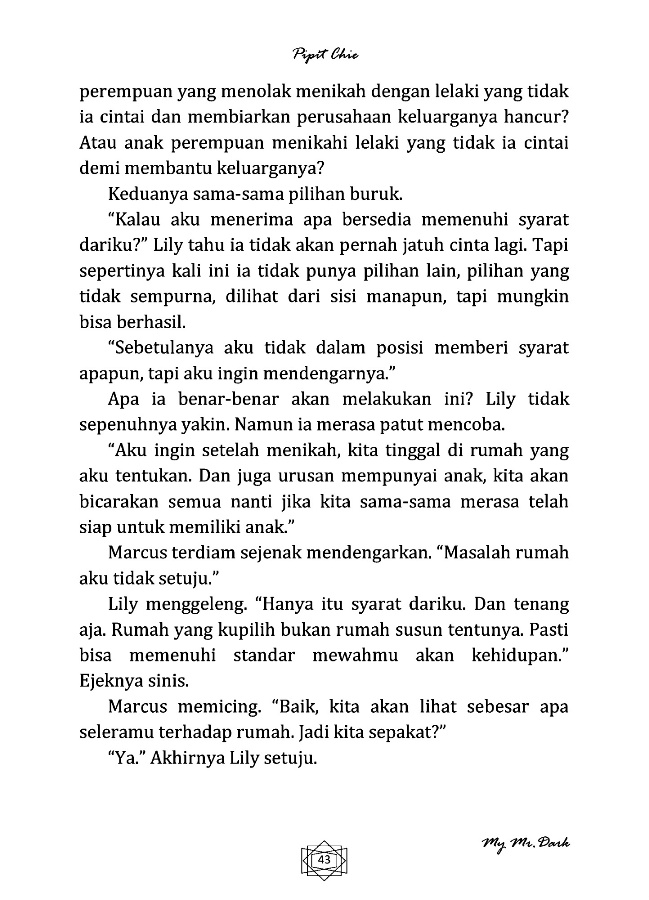 Pipit Chie
perempuan yang menolak menikah dengan lelaki yang tidak
ia cintai dan membiarkan perusahaan keluarganya hancur?
Atau anak perempuan menikahi lelaki yang tidak ia cintai
demi membantu keluarganya?
Keduanya sama-sama pilihan buruk.
“Kalau aku menerima apa bersedia memenuhi syarat
dariku?” Lily tahu ia tidak akan pernah jatuh cinta lagi. Tapi
sepertinya kali ini ia tidak punya pilihan lain, pilihan yang
tidak sempurna, dilihat dari sisi manapun, tapi mungkin
bisa berhasil.
“Sebetulanya aku tidak dalam posisi memberi syarat
apapun, tapi aku ingin mendengarnya.”
Apa ia benar-benar akan melakukan ini? Lily tidak
sepenuhnya yakin. Namun ia merasa patut mencoba.
“Aku ingin setelah menikah, kita tinggal di rumah yang
aku tentukan. Dan juga urusan mempunyai anak, kita akan
bicarakan semua nanti jika kita sama-sama merasa telah
siap untuk memiliki anak.”
Marcus terdiam sejenak mendengarkan. “Masalah rumah
aku tidak setuju.”
Lily menggeleng. “Hanya itu syarat dariku. Dan tenang
aja. Rumah yang kupilih bukan rumah susun tentunya. Pasti
bisa memenuhi standar mewahmu akan kehidupan.”
Ejeknya sinis.
Marcus memicing. “Baik, kita akan lihat sebesar apa
seleramu terhadap rumah. Jadi kita sepakat?”
“Ya.” Akhirnya Lily setuju.
My Mr. Dark
43